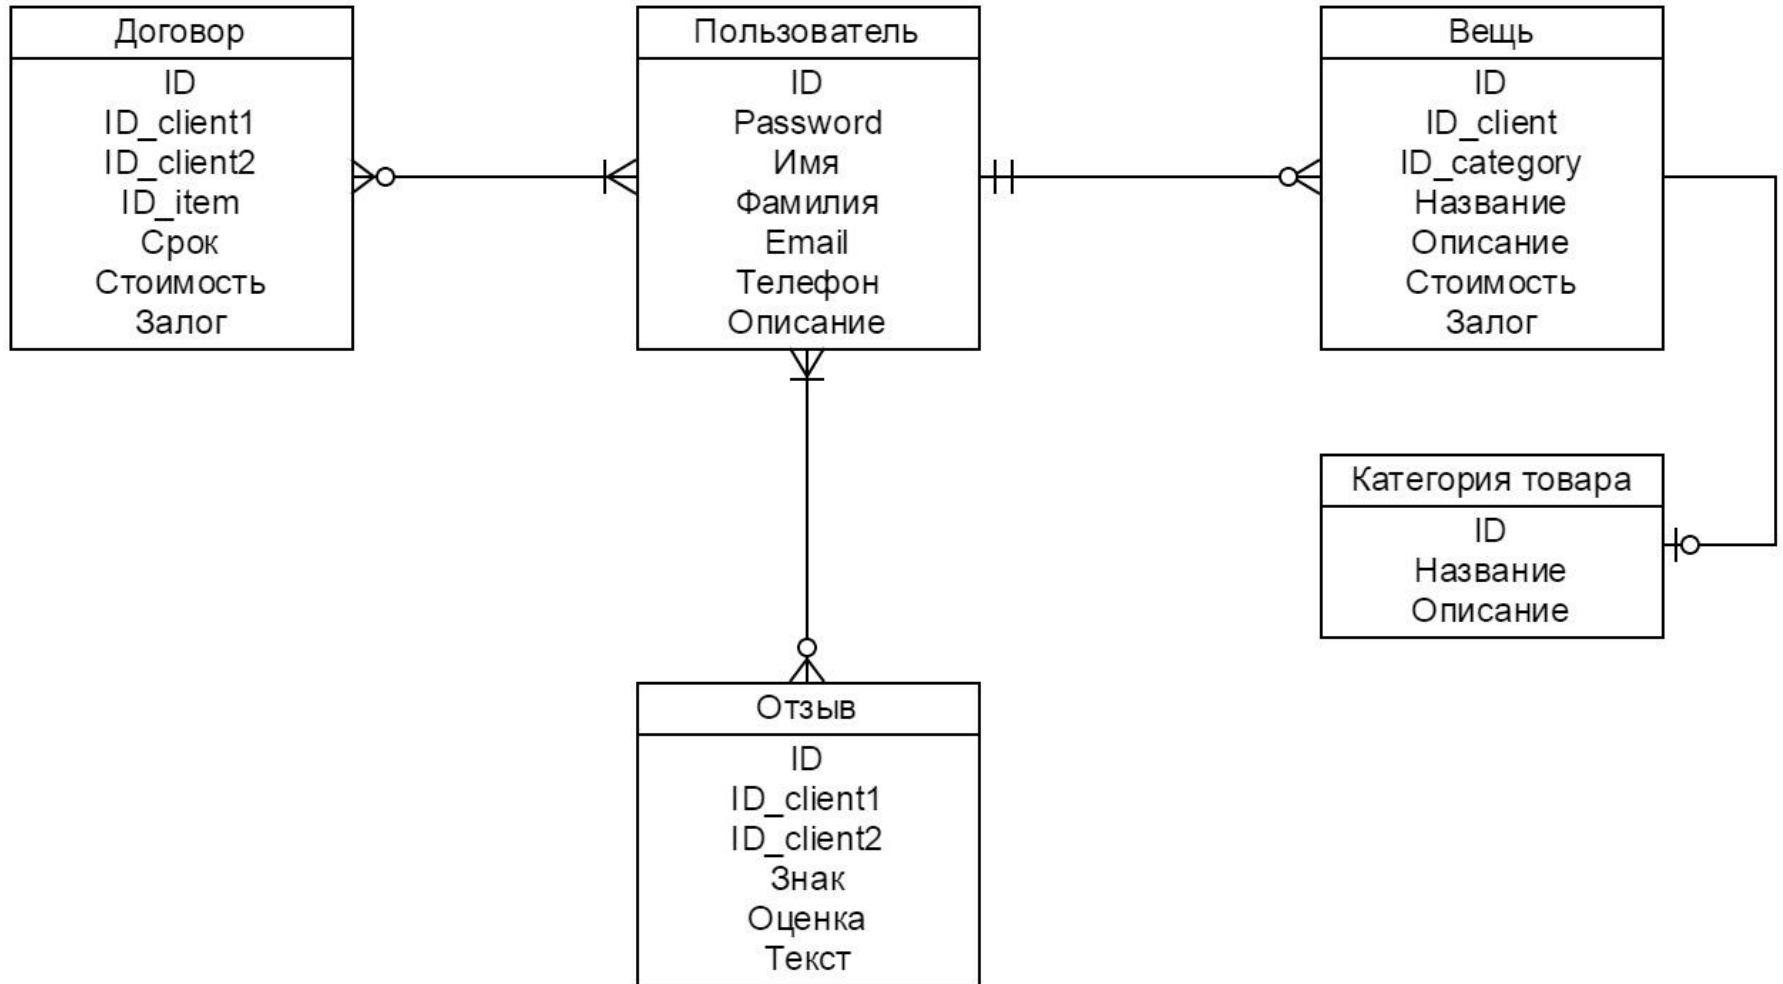 Договор
ID
ID_client1
ID_client2
ID_item
Срок
Стоимость
Залог
Пользователь
ID
Password
Имя
Фамилия
Email
Телефон
Описание
Вещь
ID
ID_client
ID_category
Название
Описание
Стоимость
Залог
Категория товара
ID
Название
Описание
Отзыв
ID
ID_client1
ID_client2
Знак
Оценка
Текст